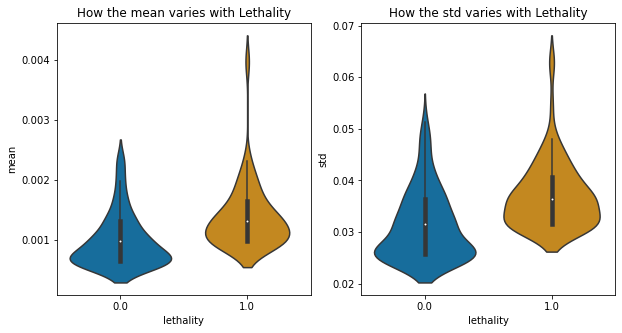 How the mean varies with Lethality
mean
0.004
0.003
0.002
0.001
0.0 1.0
lethality
How the std varies with Lethality
std
0.07
0.06
0.05
0.04
0.03
0.02
0.0 1.0
lethality